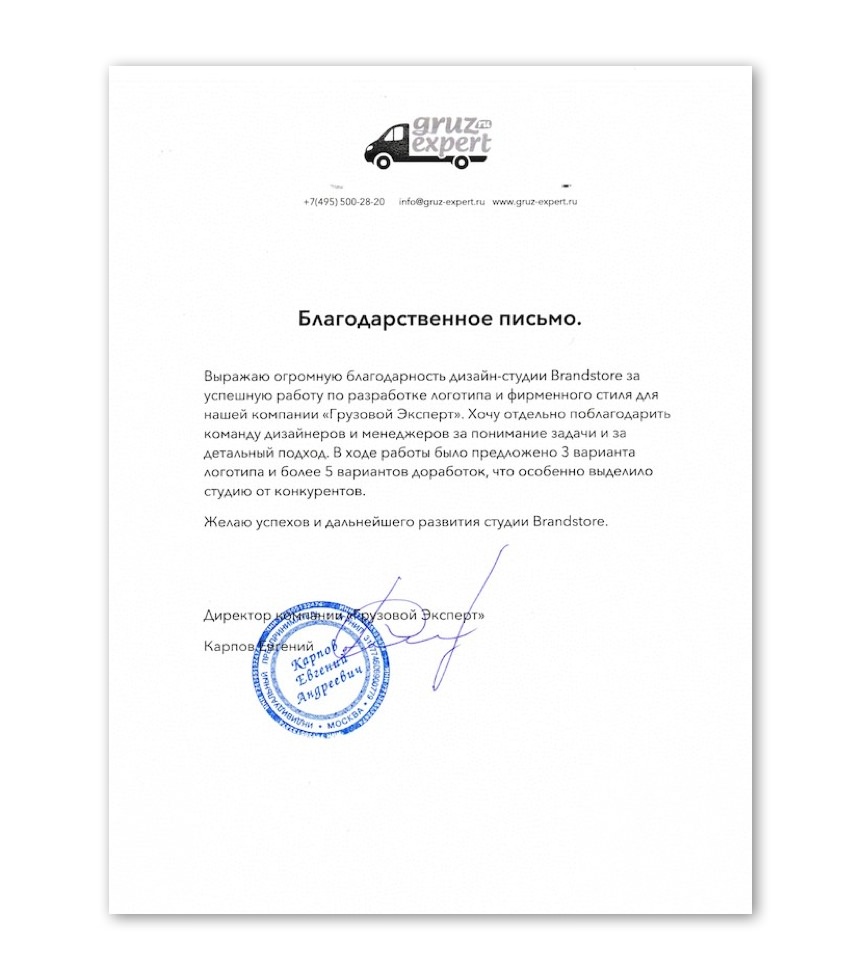 gruz ru
expert
+7(495) 500-28-20 info@gruz-expert.ru www.gruz-expert.ru
Благодарственное письмо.
Выражаю огромную благодарность дизайн-студии Brandstore за
успешную работу по разработке логотипа и фирменного стиля для
нашей компании «Грузовой Эксперт». Хочу отдельно поблагодарить
команду дизайнеров и менеджеров за понимание задачи и за
детальный подход. В ходе работы было предложено 3 варианта
логотипа и более 5 вариантов доработок, что особенно выделило
студию от конкурентов.
Желаю успехов и дальнейшего развития студии Brandstore.
Директор компании «Грузовой Эксперт»
Карпов Евгений
ИНДИВИДУАЛЬНЫЙ ПРЕДПРИНИМАТЕЛЬ
МОСКВА
Карпов
Евгений
Андреевич